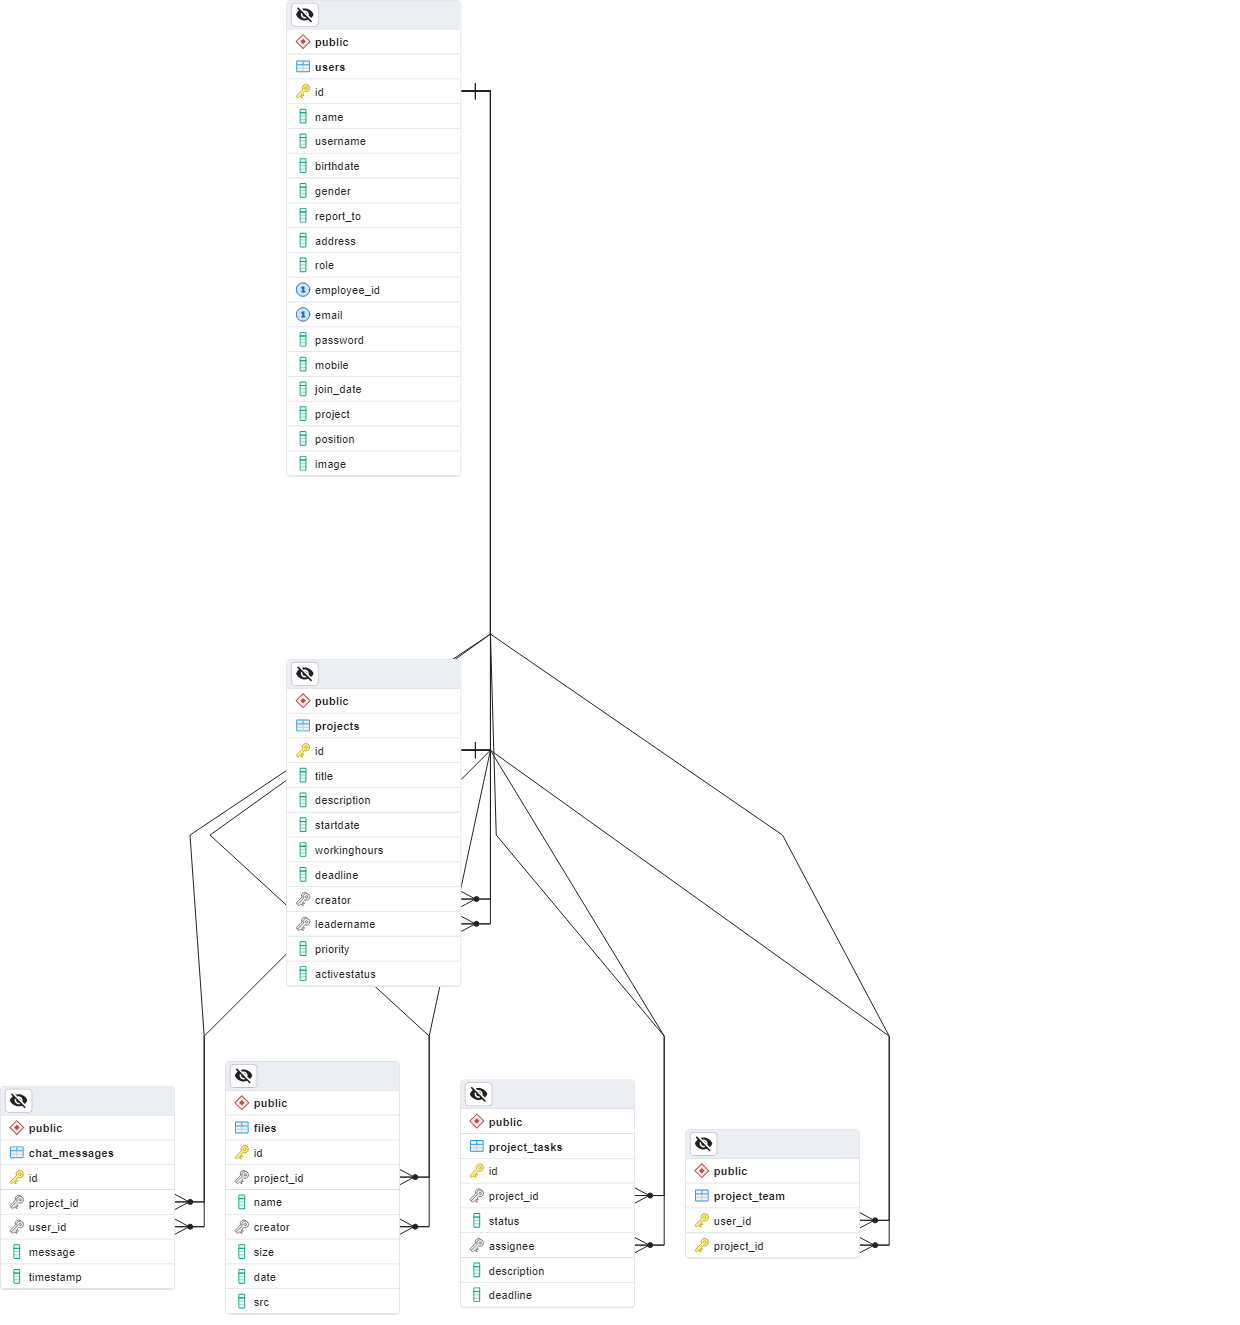 public
users
id
name
username
birthdate
gender
report_to
address
role
employee_id
email
password
mobile
join_date
project
position
image
public
projects
id
title
description
startdate
workinghours
deadline
creator
leadername
priority
activestatus
public
chat_messages
id
project_id
user_id
message
timestamp
public
files
id
project_id
name
creator
size
date
src
public
project_tasks
id
project_id
status
assignee
description
deadline
public
project_team
user_id
project_id